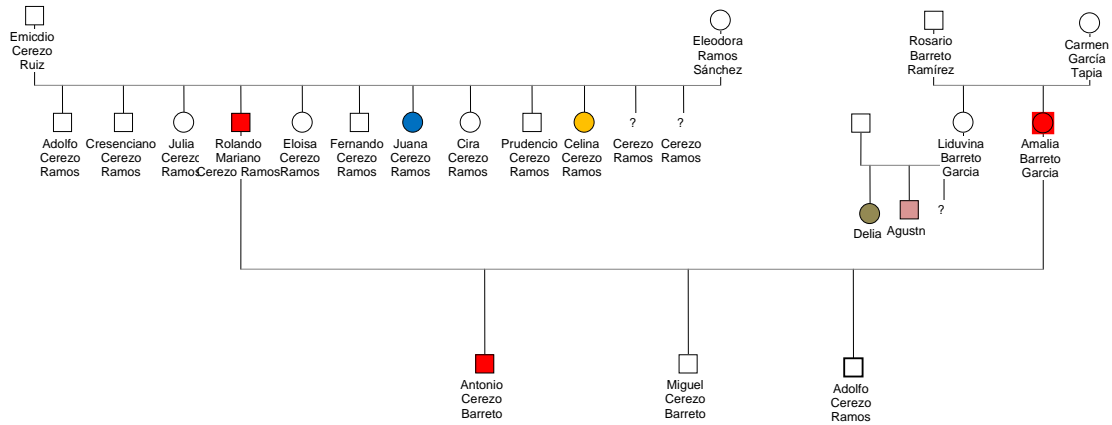 Emicdio
Cerezo
Ruiz
Eleodora
Ramos
Sánchez
Rosario
Barreto
Ramírez
Carmen
García
Tapia
Adolfo
Cerezo
Ramos
Cresenciano
Cerezo
Ramos
Julia
Cerezo
Ramos
Rolando
Mariano
Cerezo Ramos
Eloisa
Cerezo
Ramos
Fernando
Cerezo
Ramos
Juana
Cerezo
Ramos
Cira
Cerezo
Ramos
Prudencio
Cerezo
Ramos
Celina
Cerezo
Ramos
?
Cerezo
Ramos
?
Cerezo
Ramos
Liduvina
Barreto
Garcia
Amalia
Barreto
Garcia
Delia
Agustn
?
Antonio
Cerezo
Barreto
Miguel
Cerezo
Barreto
Adolfo
Cerezo
Ramos